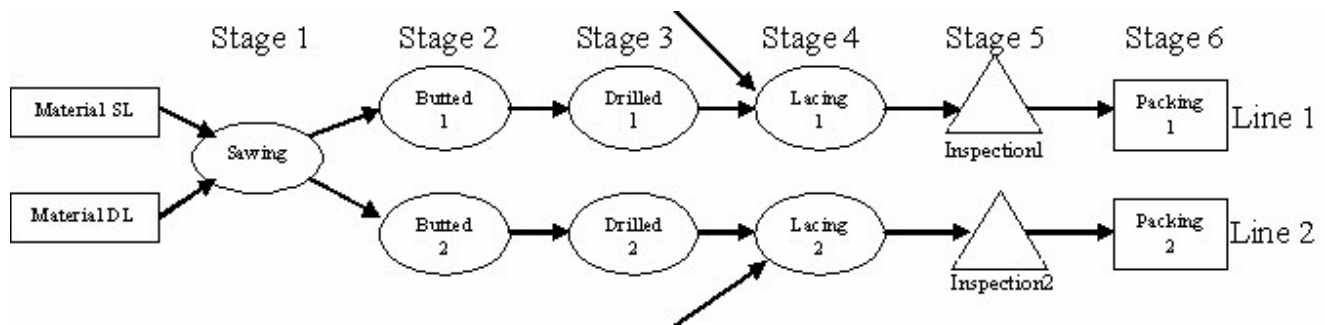 Stage 1
Stage 2
Stage 3
Stage 4
Stage 5
Stage 6
Material SL
Material DL
Sawing
Butted
1
Drilled
1
Lacing
1
Inspection1
Packing
1
Line 1
Butted
2
Drilled
2
Lacing
2
Inspection2
Packing
2
Line 2